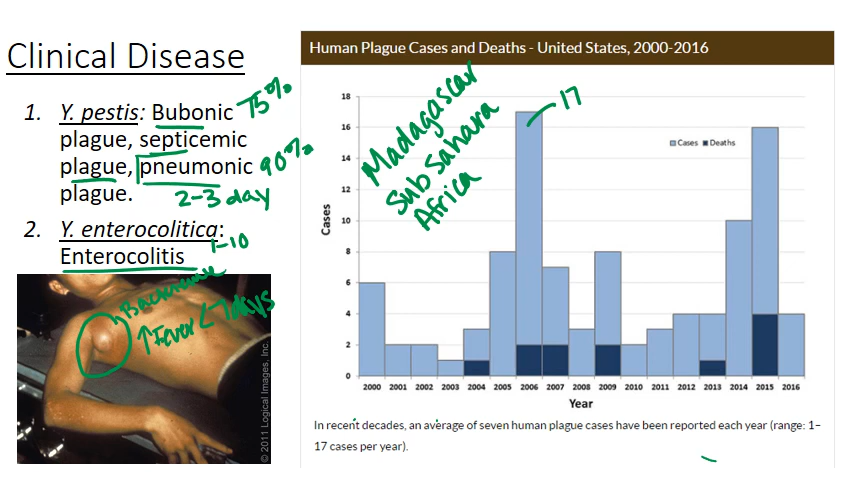 Clinical Disease
1. Y. pestis: Bubonic 75%
plague, septicemic
plague, pneumonic 90%
plague. 2-3 day
2. Y. enterocolitica:
Enterocolitis 1-10
↑Fever <7days
© 2011 Logical Images, Inc.
Human Plague Cases and Deaths - United States, 2000-2016
Madagascar
Sub Sahara
Africa
17
Cases Deaths
Cases
18
16
14
12
10
8
6
4
2
0
2000 2001 2002 2003 2004 2005 2006 2007 2008 2009 2010 2011 2012 2013 2014 2015 2016
Year
In recent decades, an average of seven human plague cases have been reported each year (range: 1–
17 cases per year).